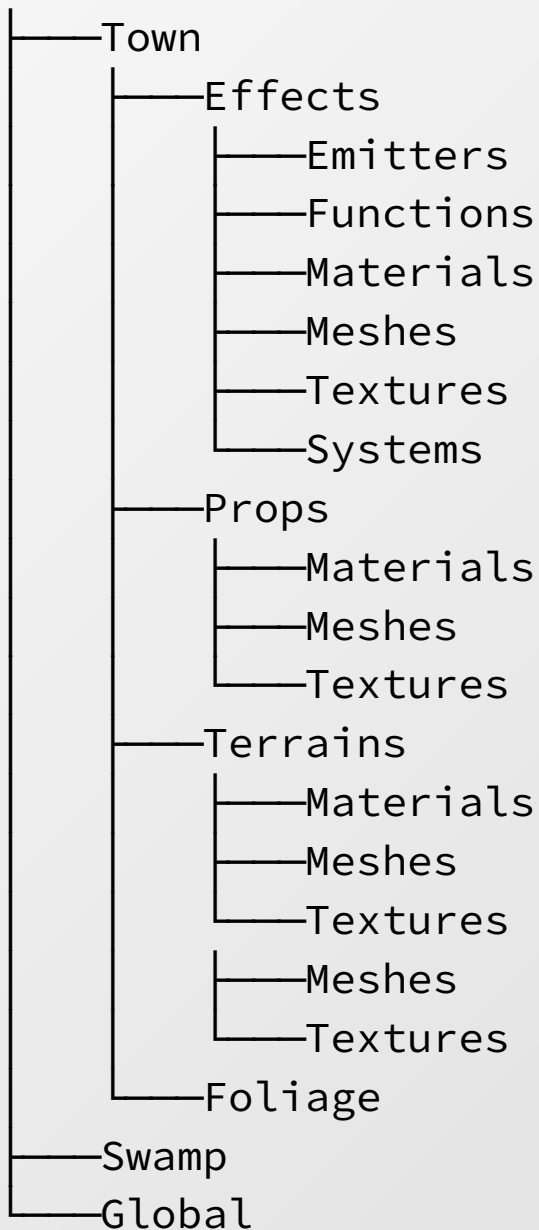 Town
Effects
Emitters
Functions
Materials
Meshes
Textures
Systems
Props
Materials
Meshes
Textures
Terrains
Materials
Meshes
Textures
Meshes
Textures
Foliage
Swamp
Global